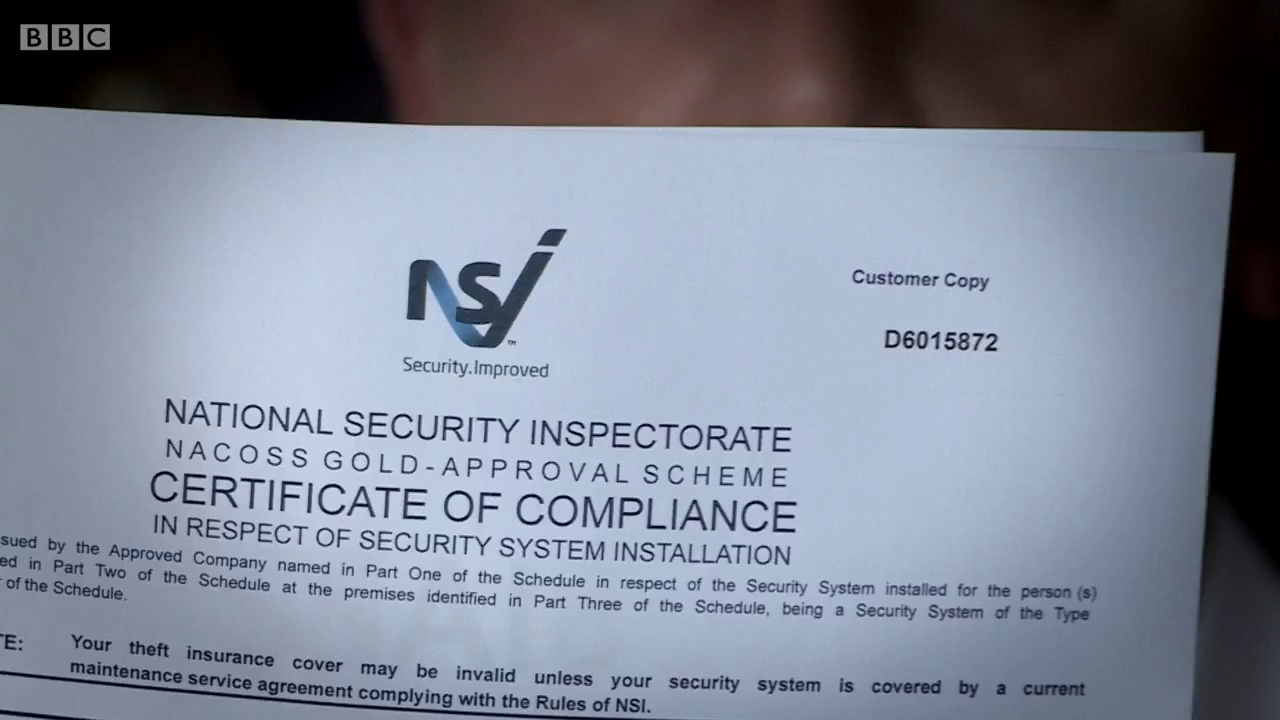 BBC
nsi
™
Security.Improved
Customer Copy
D6015872
NATIONAL SECURITY INSPECTORATE
NACOSS GOLD-APPROVAL SCHEME
CERTIFICATE OF COMPLIANCE
IN RESPECT OF SECURITY SYSTEM INSTALLATION
by the Approved Company named in Part One of the Schedule in respect of the Security System installed for the person (s)
in Part Two of the Schedule at the premises identified in Part Three of the Schedule, being a Security System of the Type
of the Schedule.
Your theft insurance cover may be invalid unless your security system is covered by a current
maintenance service agreement complying with the Rules of NSI.